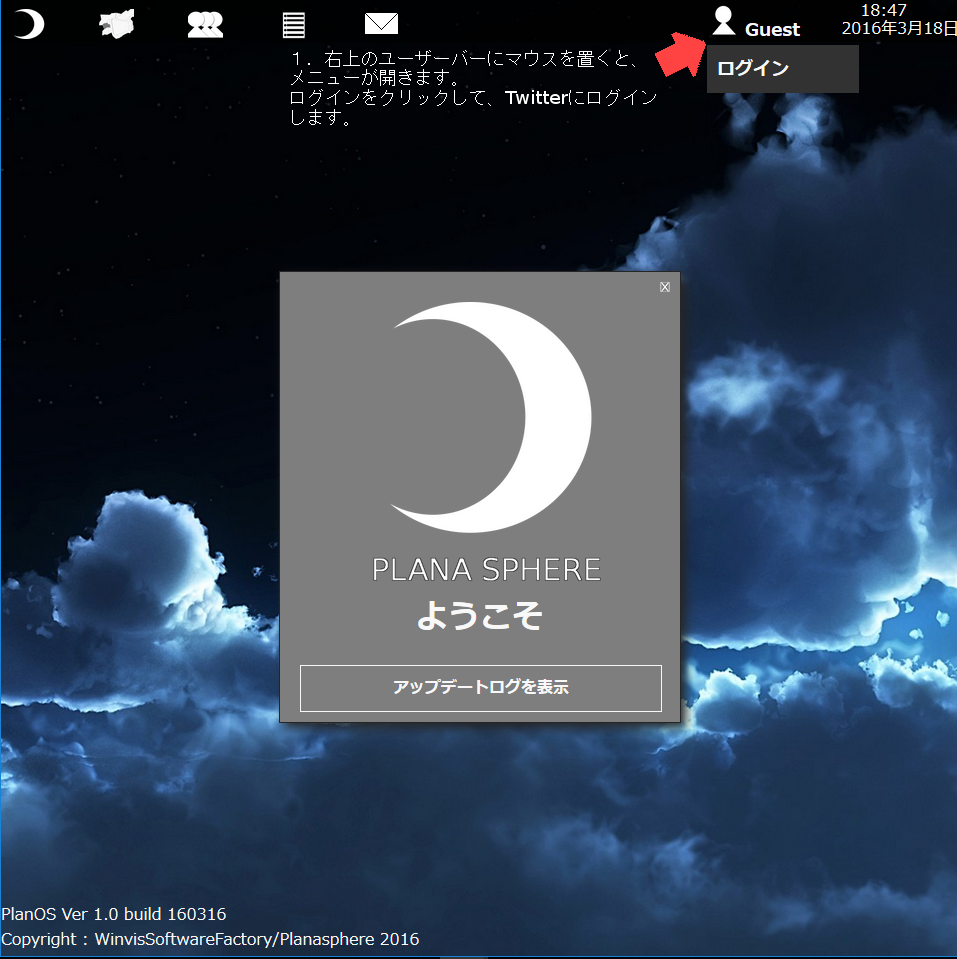 18:47
Guest
2016年3月18日
1．右上のユーザーバーにマウスを置くと、
メニューが開きます。
ログインをクリックして、Twitterにログイン
します。
ログイン
PLANA SPHERE
ようこそ
アップデートログを表示
PlanOS Ver 1.0 build 160316
Copyright : WinvisSoftwareFactory/Planasphere 2016